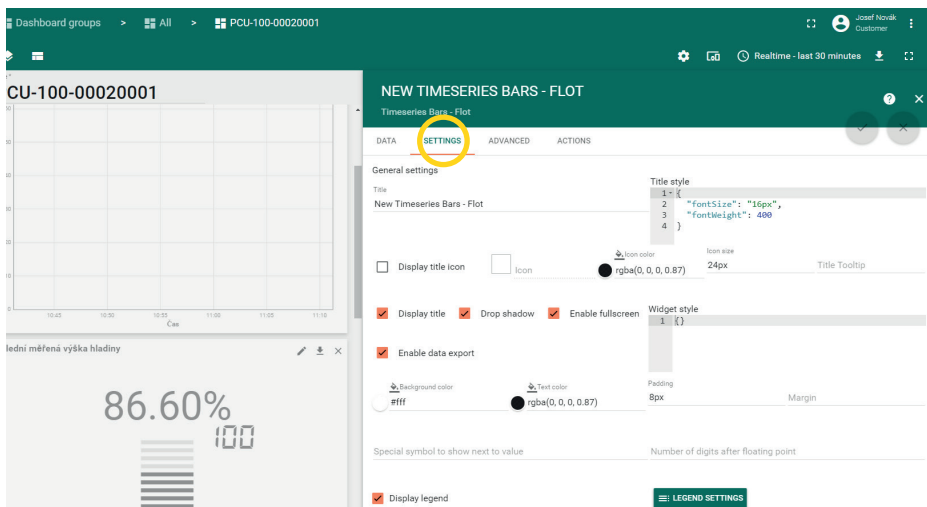 Dashboard groups > All > PCU-100-00020001
Josef Novák
Customer
Realtime - last 30 minutes
CU-100-00020001
10:45 10:50 10:55 11:00 11:05 11:10
Čas
lední měřená výška hladiny
86.60%
100
NEW TIMESERIES BARS - FLOT
Timeseries Bars - Flot
DATA SETTINGS ADVANCED ACTIONS
General settings
Title
New Timeseries Bars - Flot
Title style
1 {
2 "fontSize": "16px",
3 "fontWeight": 400
4 }
Display title icon
Icon
Icon color
rgba(0, 0, 0, 0.87)
Icon size
24px
Title Tooltip
Display title Drop shadow Enable fullscreen
Widget style
1 {}
Enable data export
Background color
#fff
Text color
rgba(0, 0, 0, 0.87)
Padding
8px
Margin
Special symbol to show next to value
Number of digits after floating point
Display legend
LEGEND SETTINGS